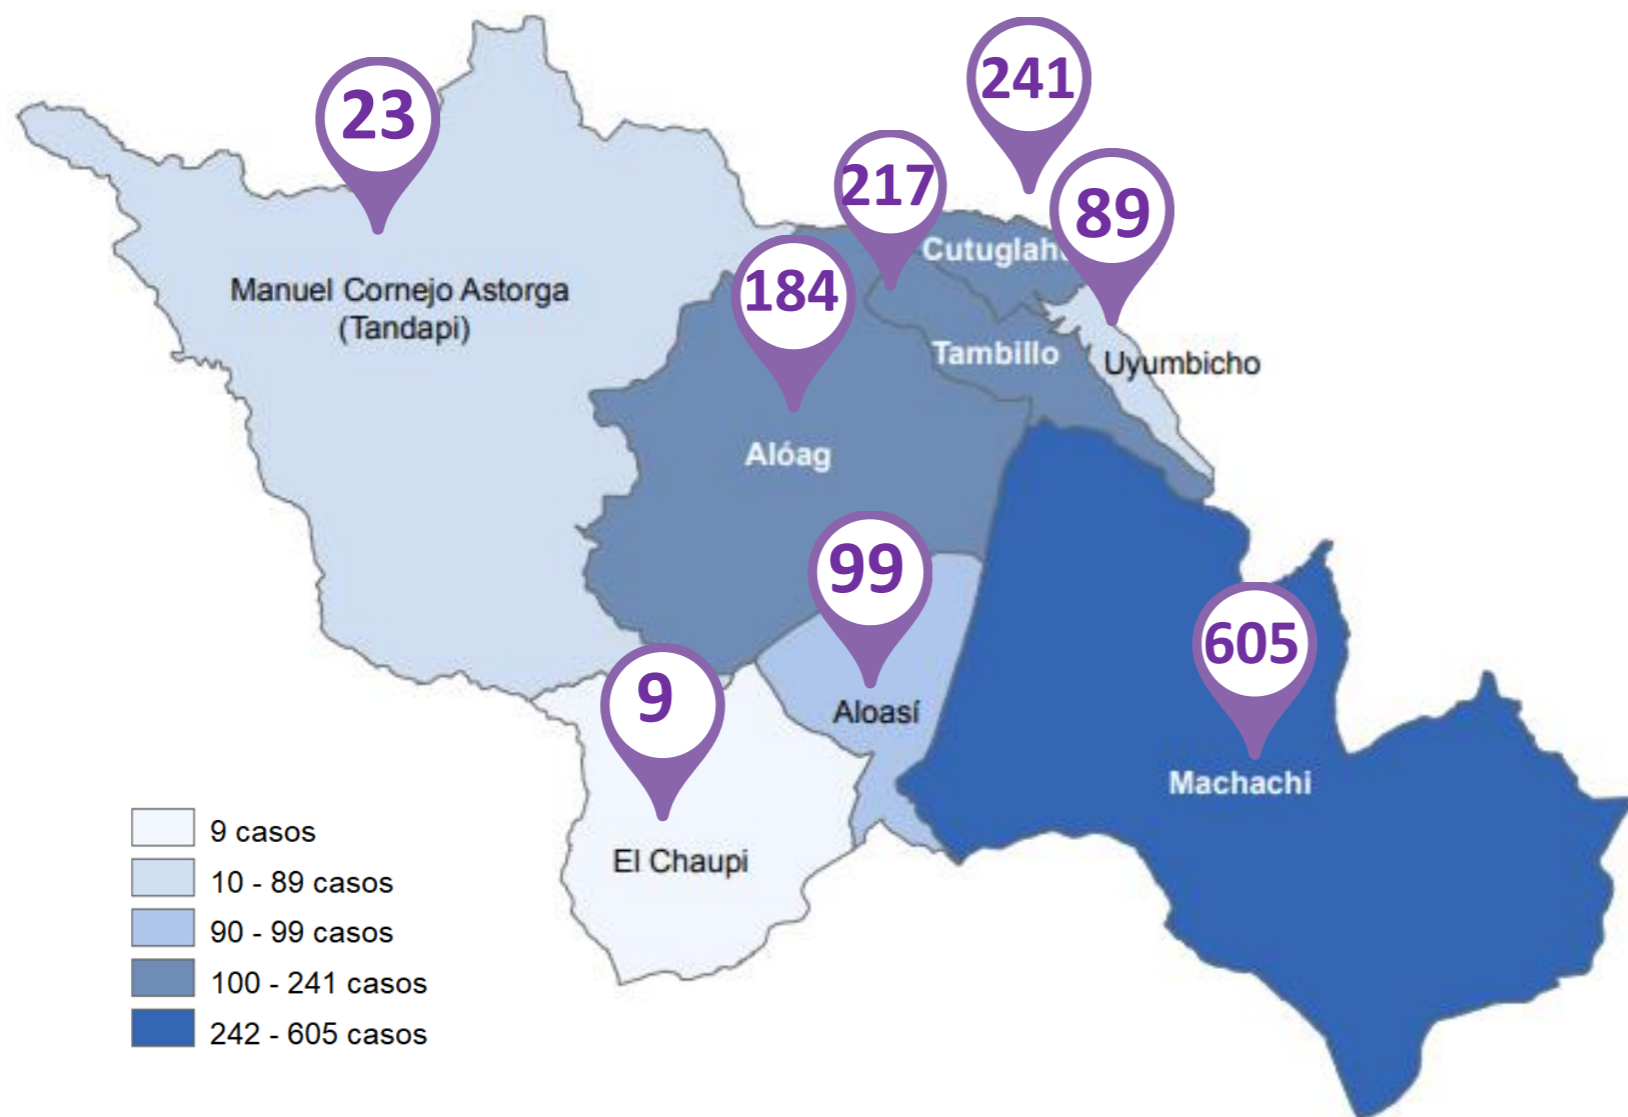 241
23
217
89
Cutuglah
184
Manuel Cornejo Astorga
(Tandapi)
Tambillo
Uyumbicho
Alóag
99
605
9
Aloasí
Machachi
El Chaupi
9 casos
10 - 89 casos
90 - 99 casos
100 - 241 casos
242 - 605 casos